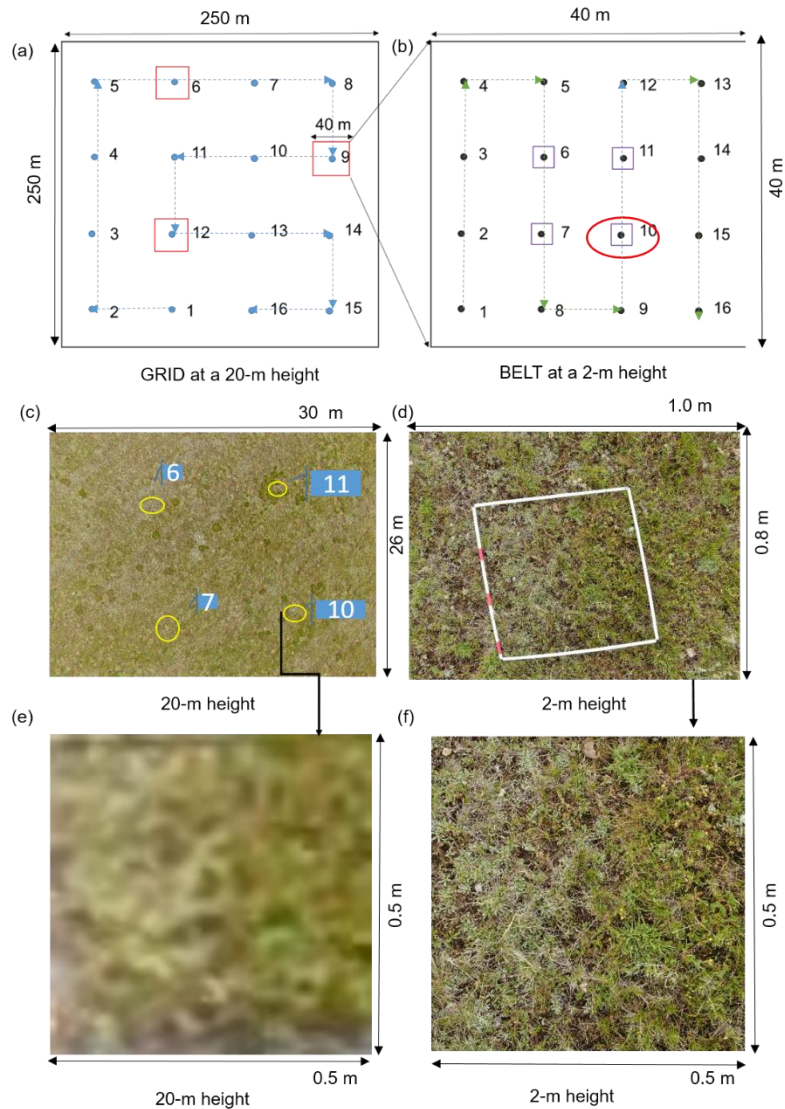 250 m
40 m
(a)
(b)
5
6
7
8
4
5
12
13
40 m
4
11
10
9
3
6
11
14
250 m
40 m
3
12
13
14
2
7
10
15
2
1
16
15
1
8
9
16
GRID at a 20-m height
BELT at a 2-m height
(c)
30 m
(d)
1.0 m
6
11
26 m
0.8 m
7
10
20-m height
2-m height
(e)
(f)
0.5 m
0.5 m
0.5 m
0.5 m
20-m height
2-m height